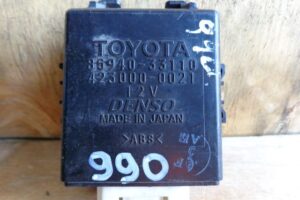 TOYOTA
86940-33110
423000-0021
12V
DENSO
MADE IN JAPAN
>ABS<
990